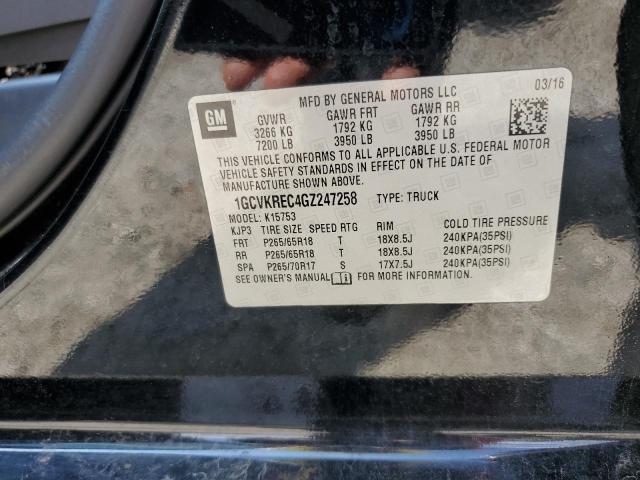 MFD BY GENERAL MOTORS LLC 03/16
GM GVWR GAWR FRT GAWR RR
3266 KG 1792 KG 1792 KG
7200 LB 3950 LB 3950 LB
THIS VEHICLE CONFORMS TO ALL APPLICABLE U.S. FEDERAL MOTOR
VEHICLE SAFETY STANDARDS IN EFFECT ON THE DATE OF
MANUFACTURE SHOWN ABOVE.
1GCVKREC4GZ247258 TYPE: TRUCK
MODEL: K15753
KJP3 TIRE SIZE SPEED RTG RIM COLD TIRE PRESSURE
FRT P265/65R18 T 18X8.5J 240KPA(35PSI)
RR P265/65R18 T 18X8.5J 240KPA(35PSI)
SPA P265/70R17 S 17X7.5J 240KPA(35PSI)
SEE OWNER'S MANUAL FOR MORE INFORMATION.